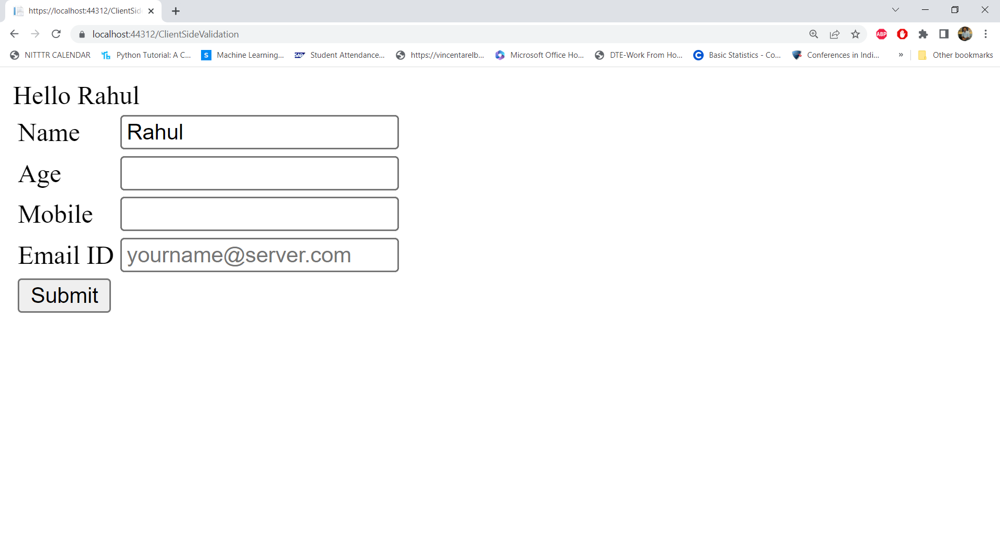 https://localhost:44312/ClientSid
localhost:44312/ClientSideValidation
ABP
NITTTR CALENDAR Python Tutorial: A C... S Machine Learning... SAP Student Attendance... https://vincentarelb... Microsoft Office Ho... DTE-Work From Ho... C Basic Statistics - Co... Conferences in Indi... » Other bookmarks
Hello Rahul
Name Rahul
Age
Mobile
Email ID yourname@server.com
Submit